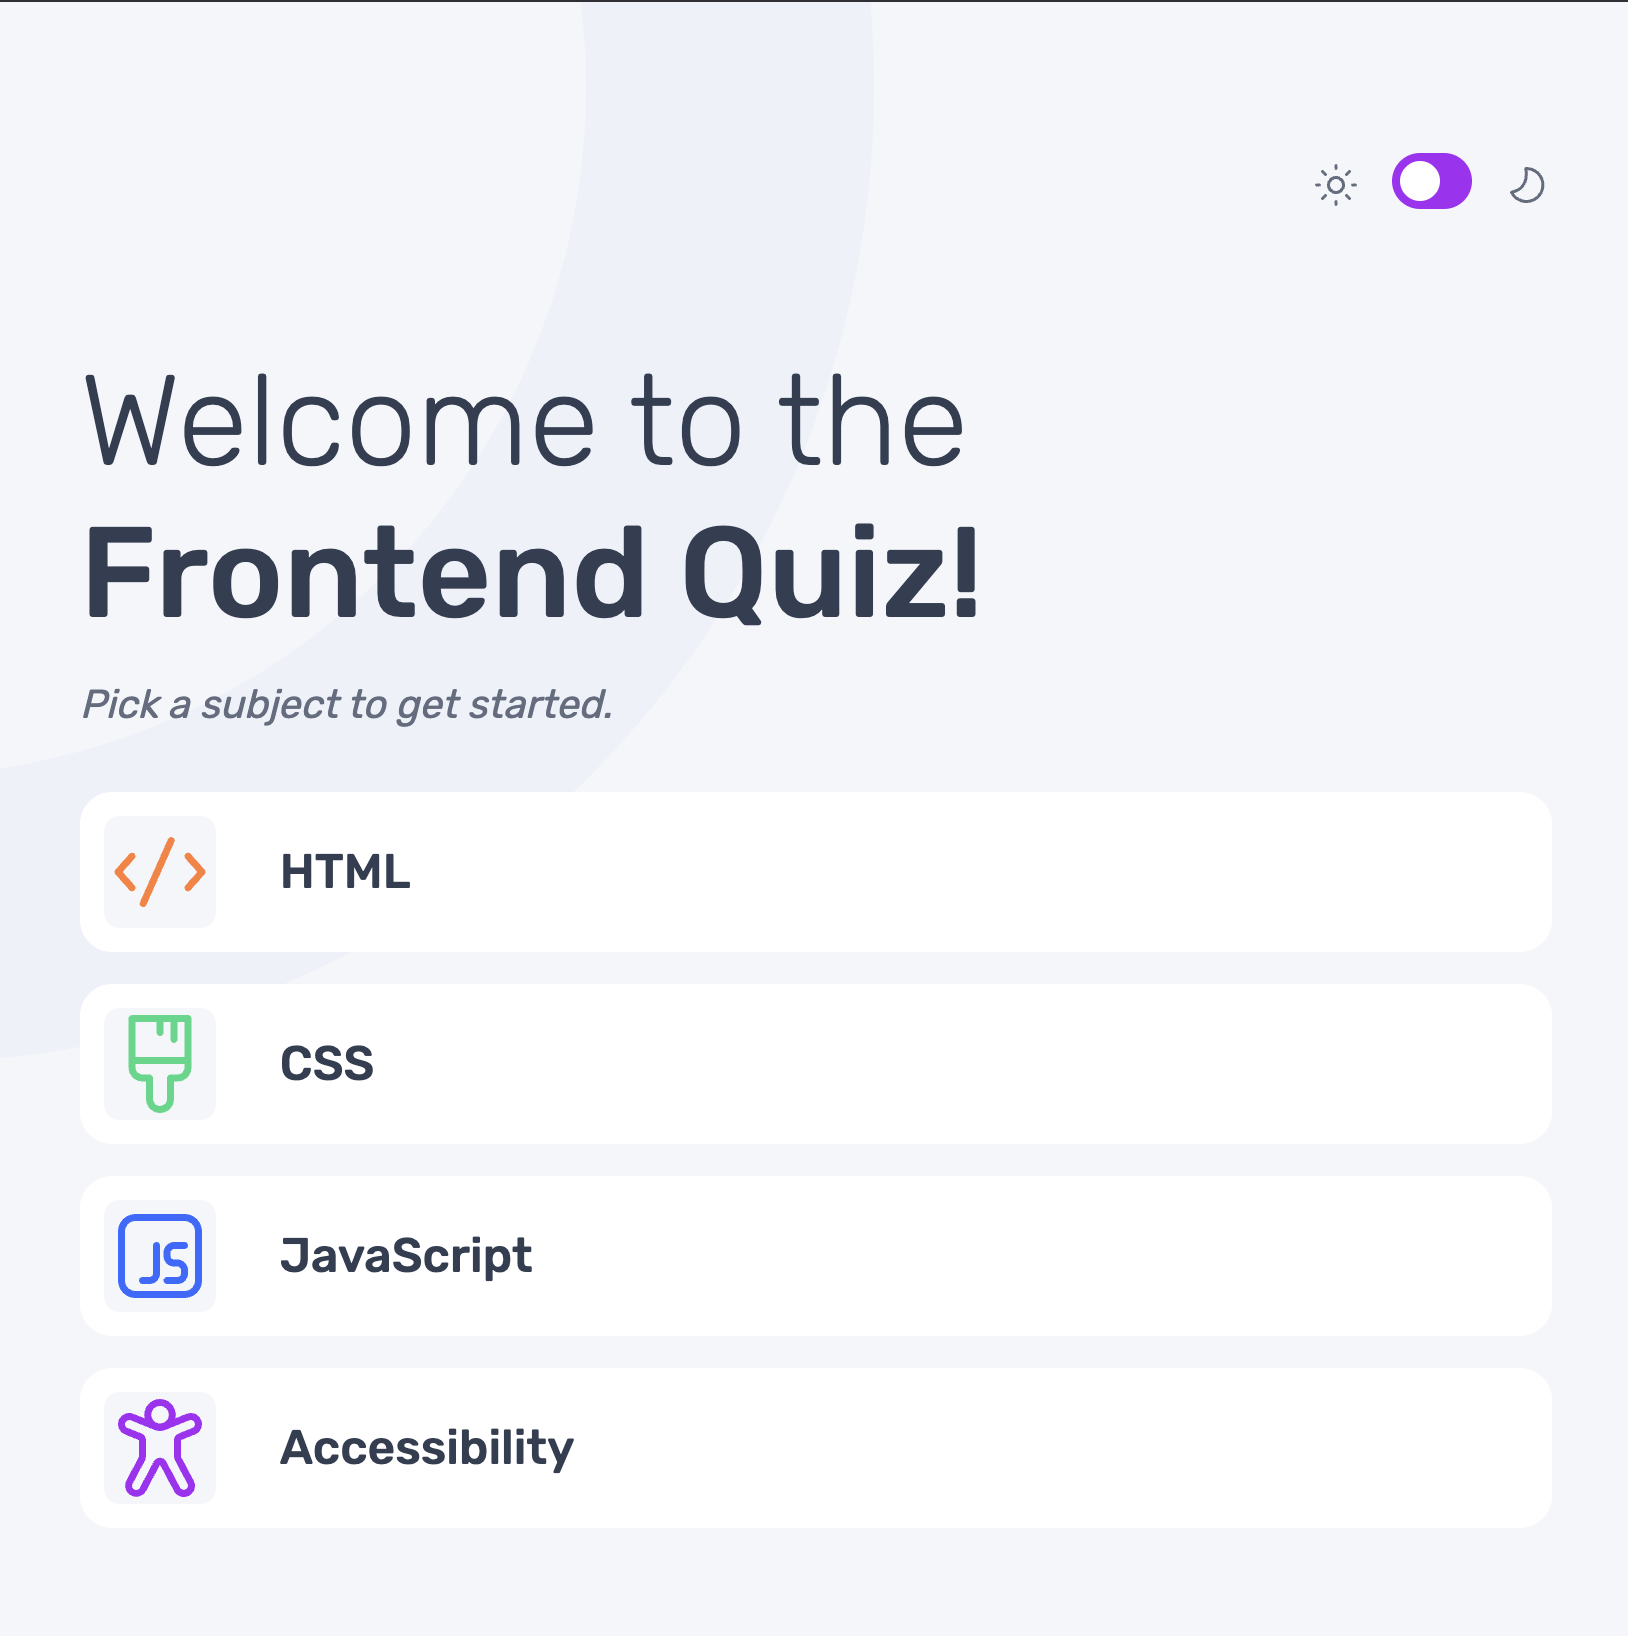 Welcome to the
Frontend Quiz!
Pick a subject to get started.
</> HTML
CSS
JS JavaScript
Accessibility